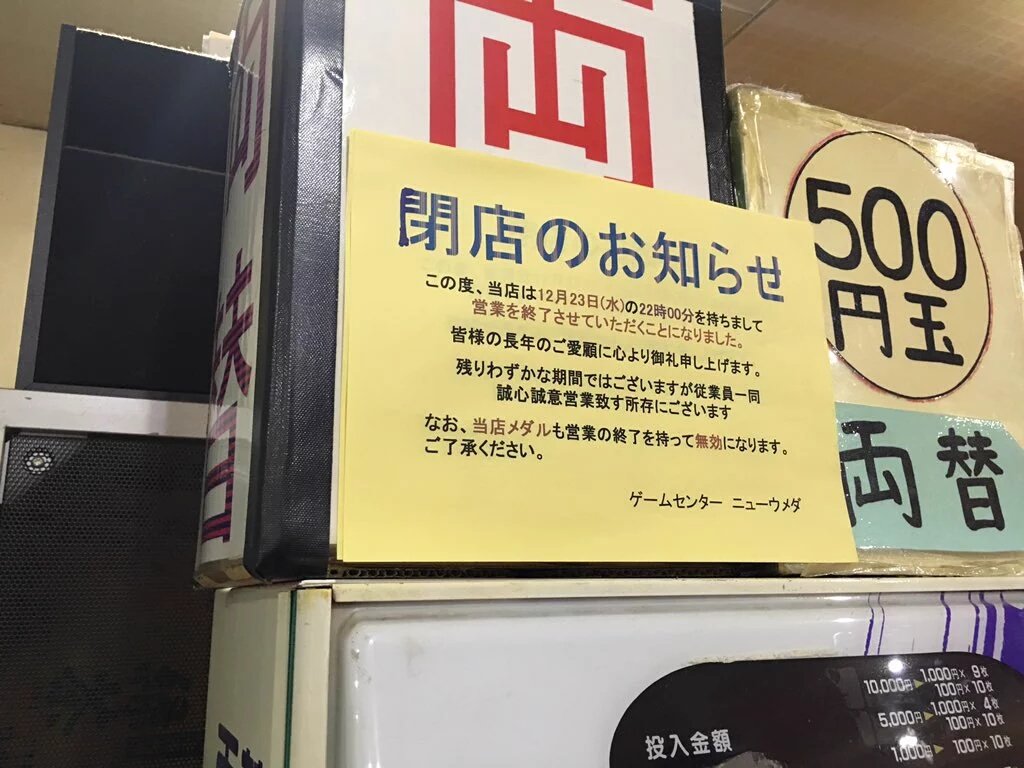 両
閉店のお知らせ
この度、当店は12月23日(水)の22時00分を持ちまして
営業を終了させていただくことになりました。
皆様の長年のご愛願に心より御礼申し上げます。
残りわずかな期間ではございますが従業員一同
誠心誠意営業致す所存にございます
なお、当店メダルも営業の終了を持って無効になります。
ご了承ください。
ゲームセンター ニューウメダ
500
円玉
両替
投入金額
10,000円▶1,000円×9枚
100円×10枚
5,000円▶1,000円×4枚
100円×10枚
1,000円▶100円×10枚